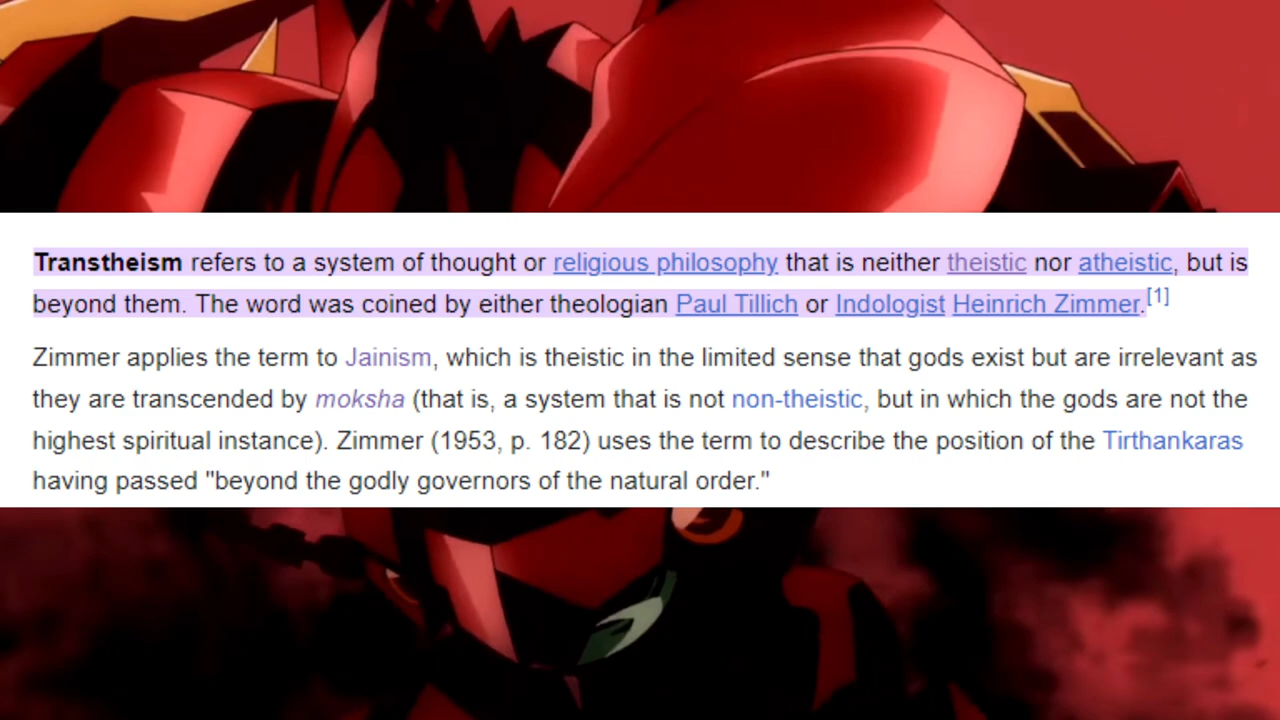 Transtheism refers to a system of thought or religious philosophy that is neither theistic nor atheistic, but is
beyond them. The word was coined by either theologian Paul Tillich or Indologist Heinrich Zimmer.[1]
Zimmer applies the term to Jainism, which is theistic in the limited sense that gods exist but are irrelevant as
they are transcended by moksha (that is, a system that is not non-theistic, but in which the gods are not the
highest spiritual instance). Zimmer (1953, p. 182) uses the term to describe the position of the Tirthankaras
having passed "beyond the godly governors of the natural order."